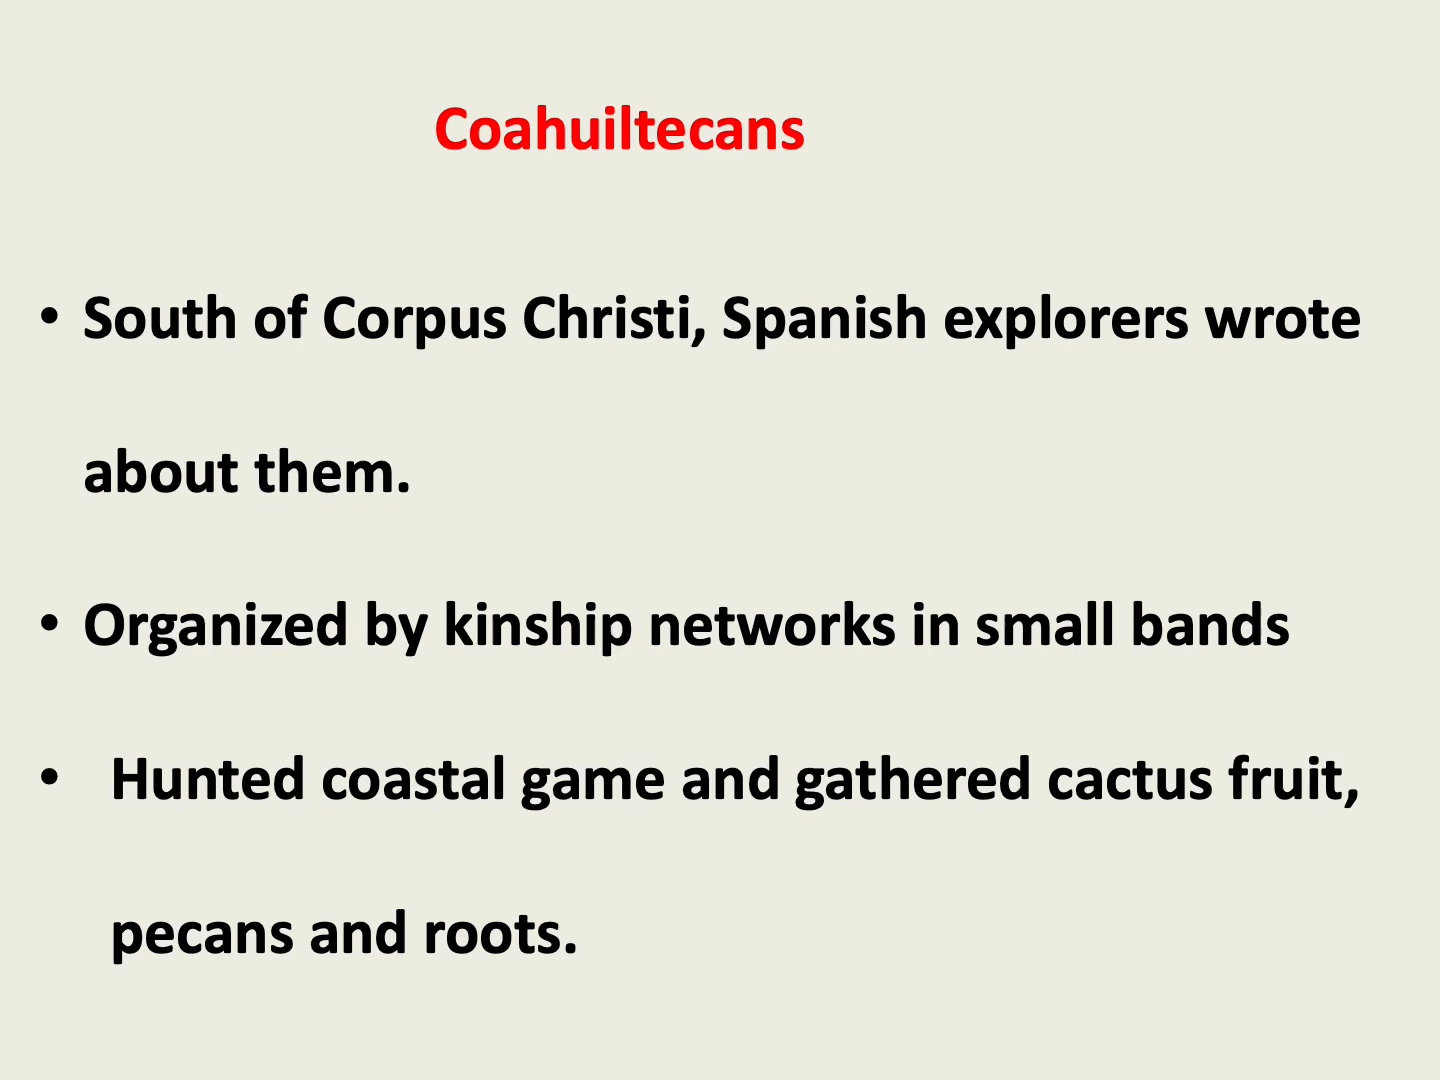 Coahuiltecans
• South of Corpus Christi, Spanish explorers wrote
about them.
• Organized by kinship networks in small bands
• Hunted coastal game and gathered cactus fruit,
pecans and roots.